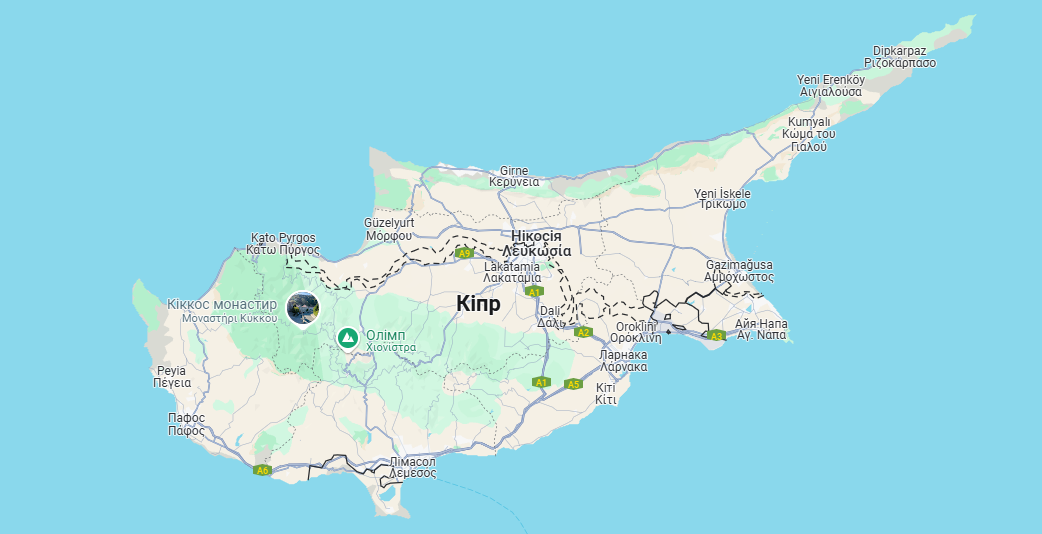 Dipkarpaz
Ριζοκάρπασο
Yeni Erenköy
Αιγιαλούσα
Kumyalı
Κώμα του
Γιαλού
Girne
Κερύνεια
Yeni İskele
Τρίκωμο
Güzelyurt
Μόρφου
Kato Pyrgos
Κάτω Πύργος
Нікосія
Λευκωσία
A9
Lakatamia
Λακατάμια
Gazimağusa
Αμμόχωστος
Кіккос монастир
Μοναστήρι Κύκκου
Кіпр
A1
Dali
Δάλι
A2
Oroklini
Ορόκλινη
A3
Айя-Напа
Αγ. Νάπα
Олімп
Χιονίστρα
Ларнака
Λάρνακα
Peyia
Πέγεια
A1
A5
Кіті
Κίτι
Пафос
Πάφος
A6
Лімасол
Λεμεσός